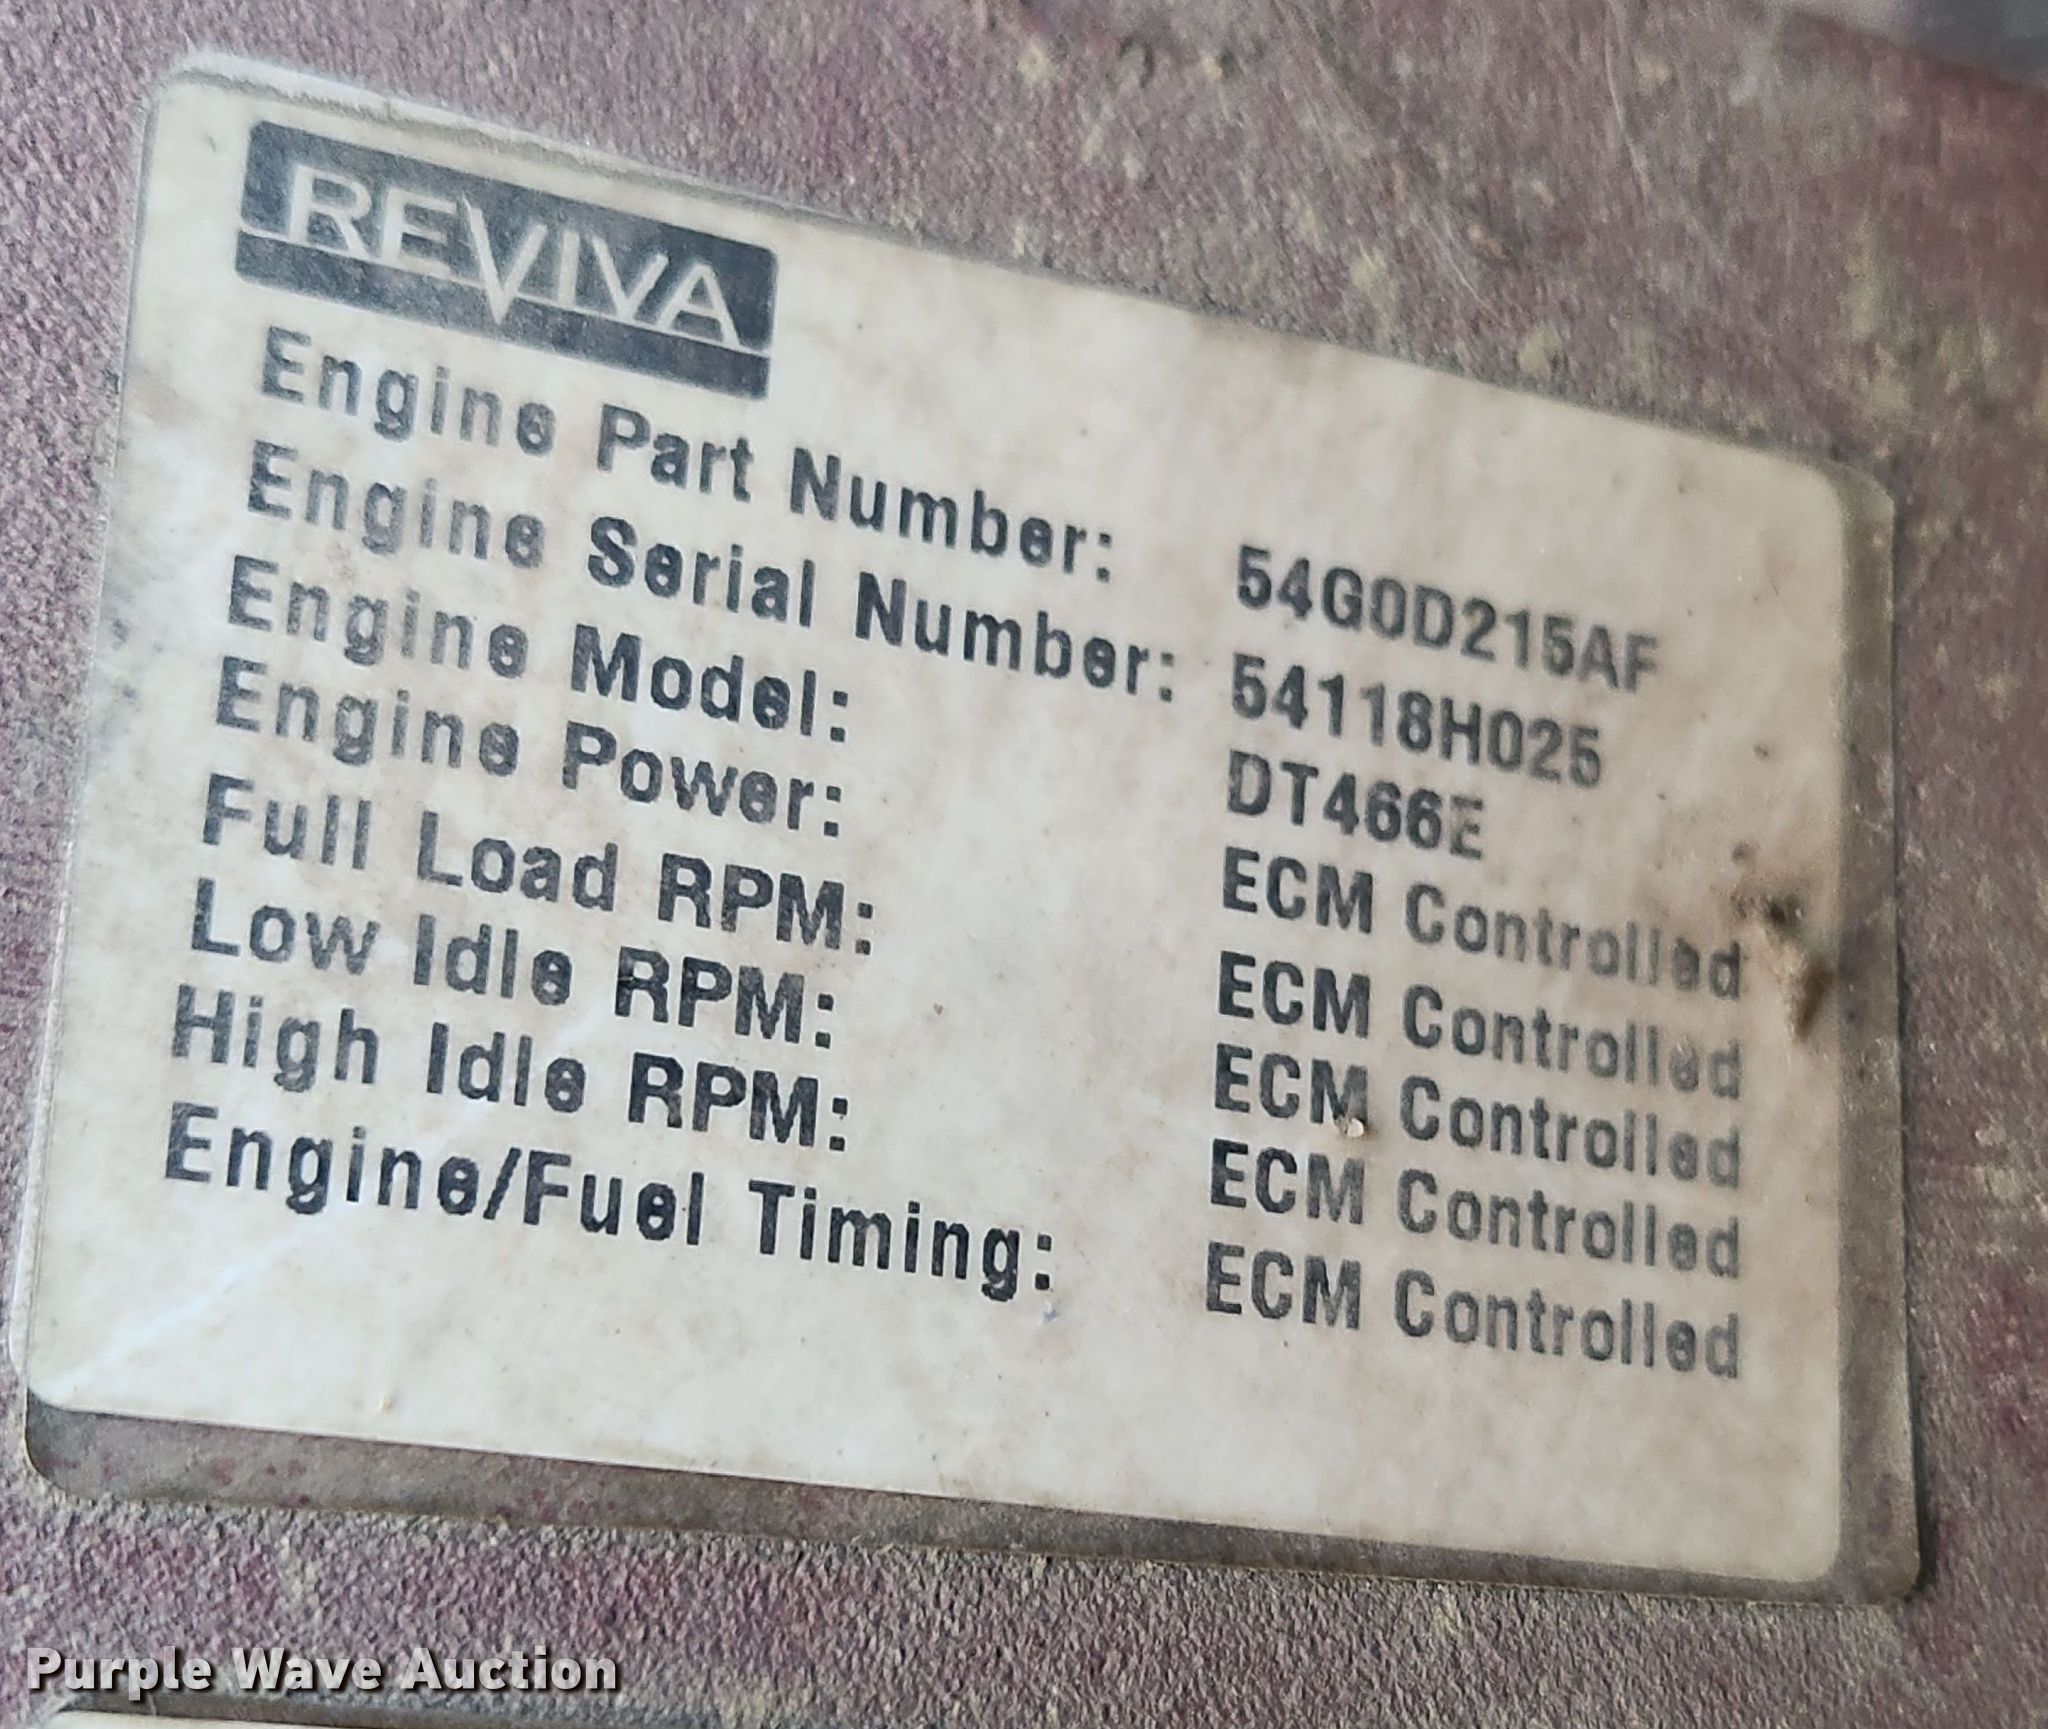 REVIVA
Engine Part Number: 54G0D215AF
Engine Serial Number: 54118H025
Engine Model: DT466E
Engine Power: ECM Controlled
Full Load RPM: ECM Controlled
Low Idle RPM: ECM Controlled
High Idle RPM: ECM Controlled
Engine/Fuel Timing: ECM Controlled
Purple Wave Auction